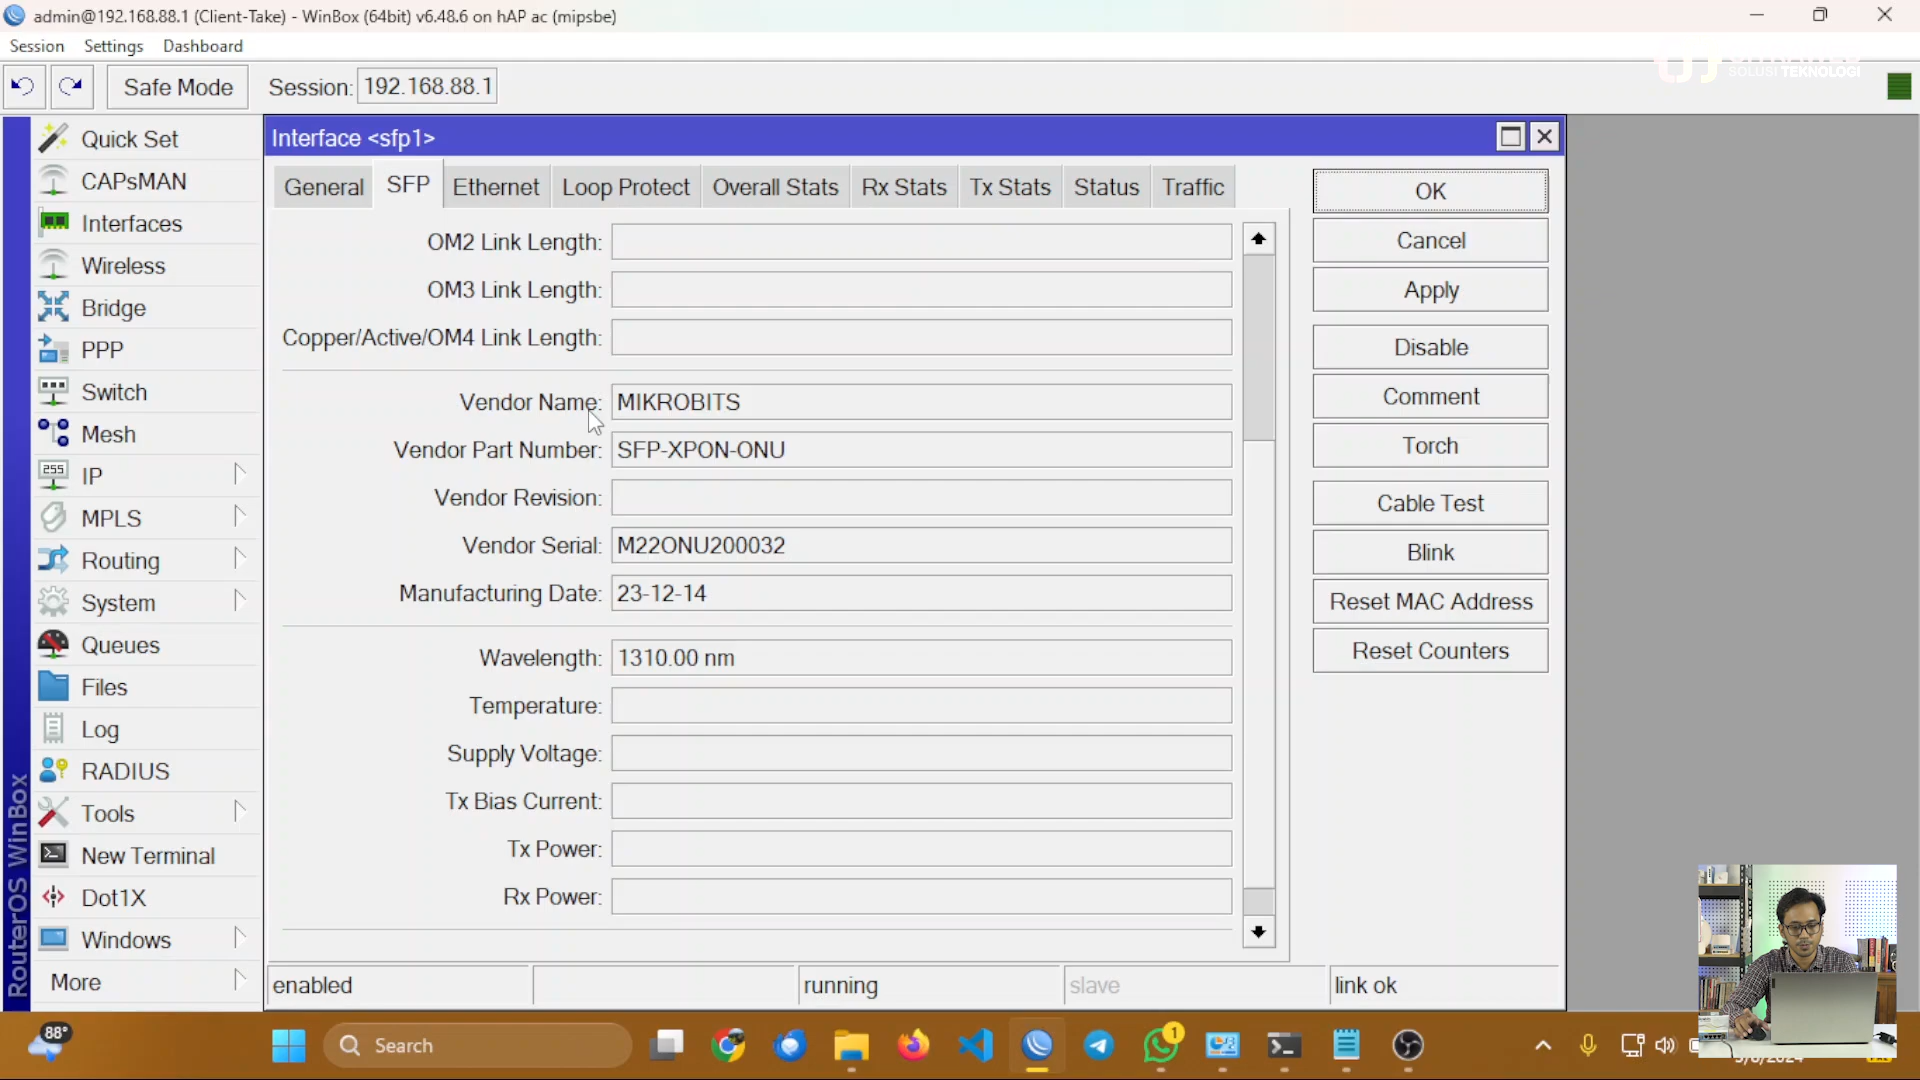 admin@192.168.88.1 (Client-Take) - WinBox (64bit) v6.48.6 on hAP ac (mipsbe)
Session Settings Dashboard
Safe Mode Session: 192.168.88.1
SOLUSI TEKNOLOGI
Quick Set
CAPsMAN
Interfaces
Wireless
Bridge
PPP
Switch
Mesh
255
IP
MPLS
Routing
System
Queues
Files
Log
RADIUS
Tools
New Terminal
Dot1X
Windows
More
RouterOS WinBox
Interface <sfp1>
General SFP Ethernet Loop Protect Overall Stats Rx Stats Tx Stats Status Traffic
OM2 Link Length:
OM3 Link Length:
Copper/Active/OM4 Link Length:
Vendor Name: MIKROBITS
Vendor Part Number: SFP-XPON-ONU
Vendor Revision:
Vendor Serial: M22ONU200032
Manufacturing Date: 23-12-14
Wavelength: 1310.00 nm
Temperature:
Supply Voltage:
Tx Bias Current:
Tx Power:
Rx Power:
OK
Cancel
Apply
Disable
Comment
Torch
Cable Test
Blink
Reset MAC Address
Reset Counters
enabled running slave link ok
88°
Search
1